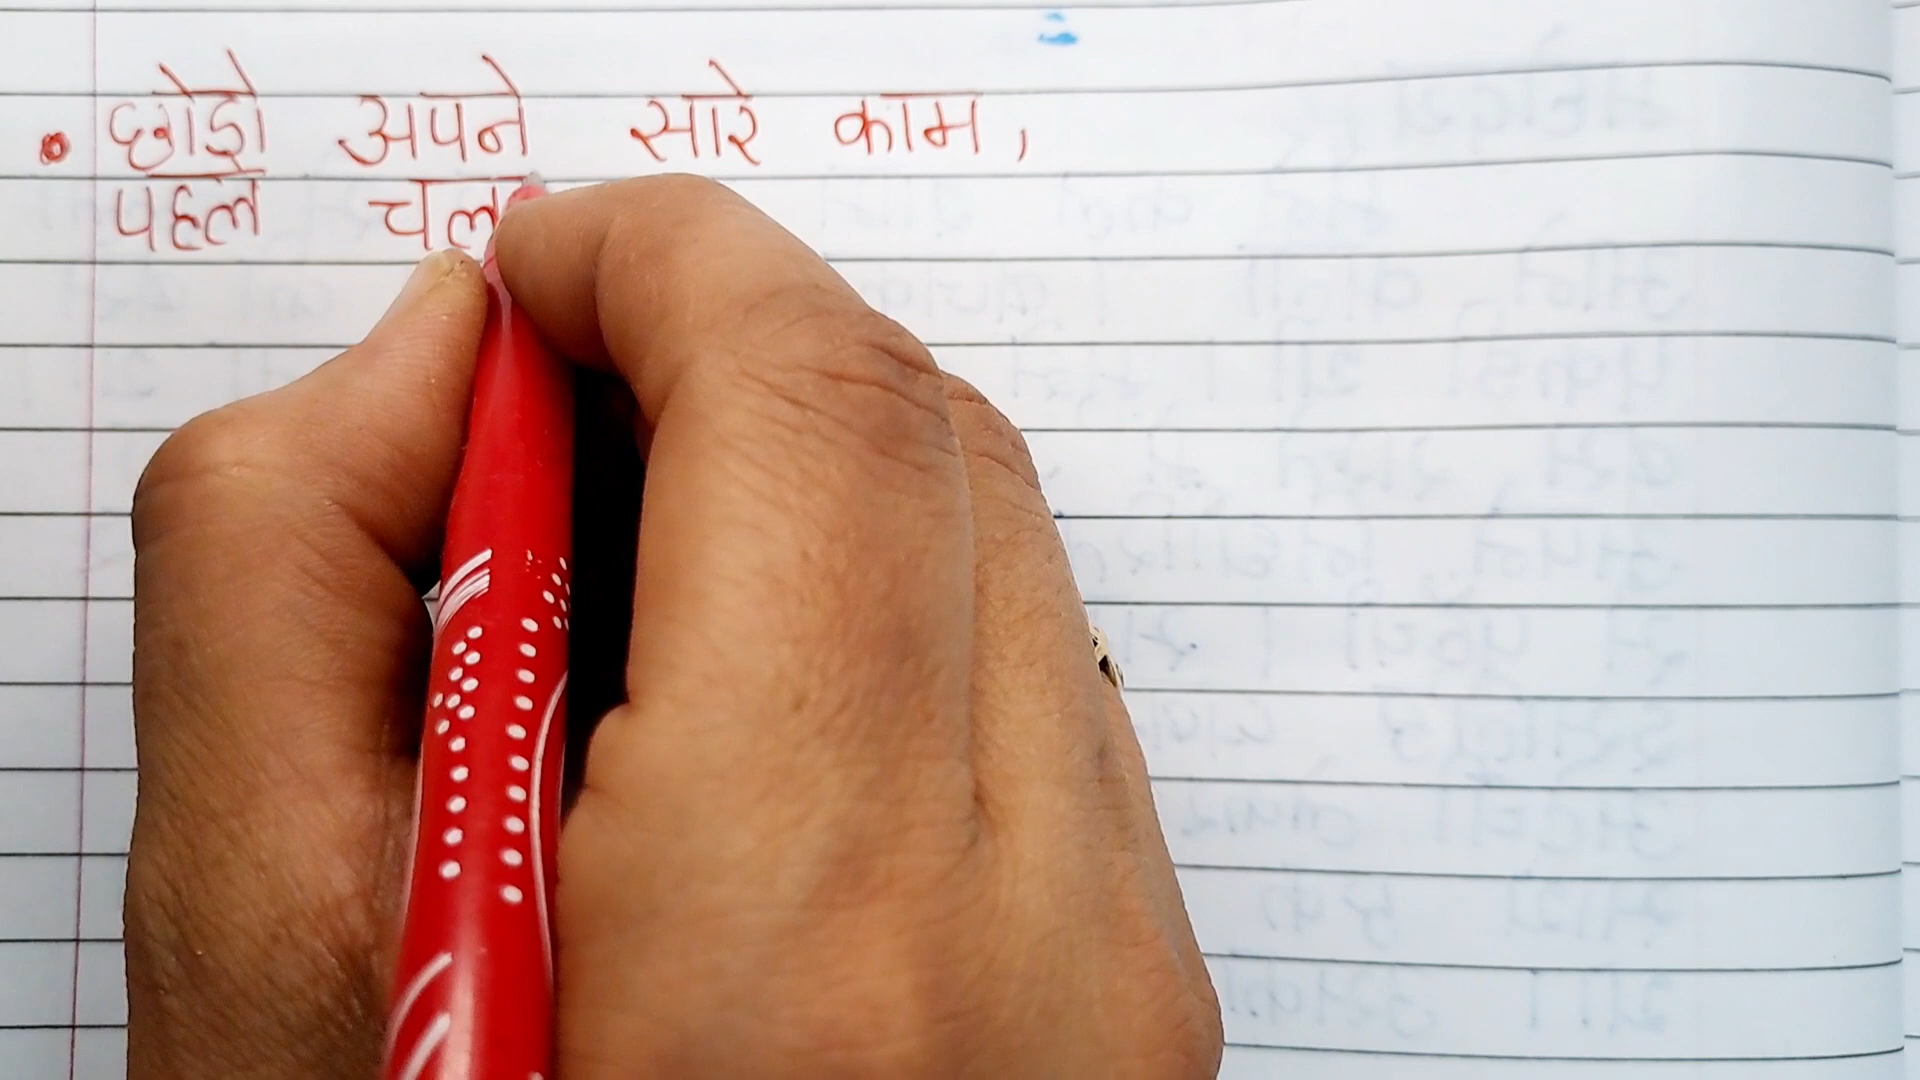 • छोड़ो अपने सारे काम,
पहले चल